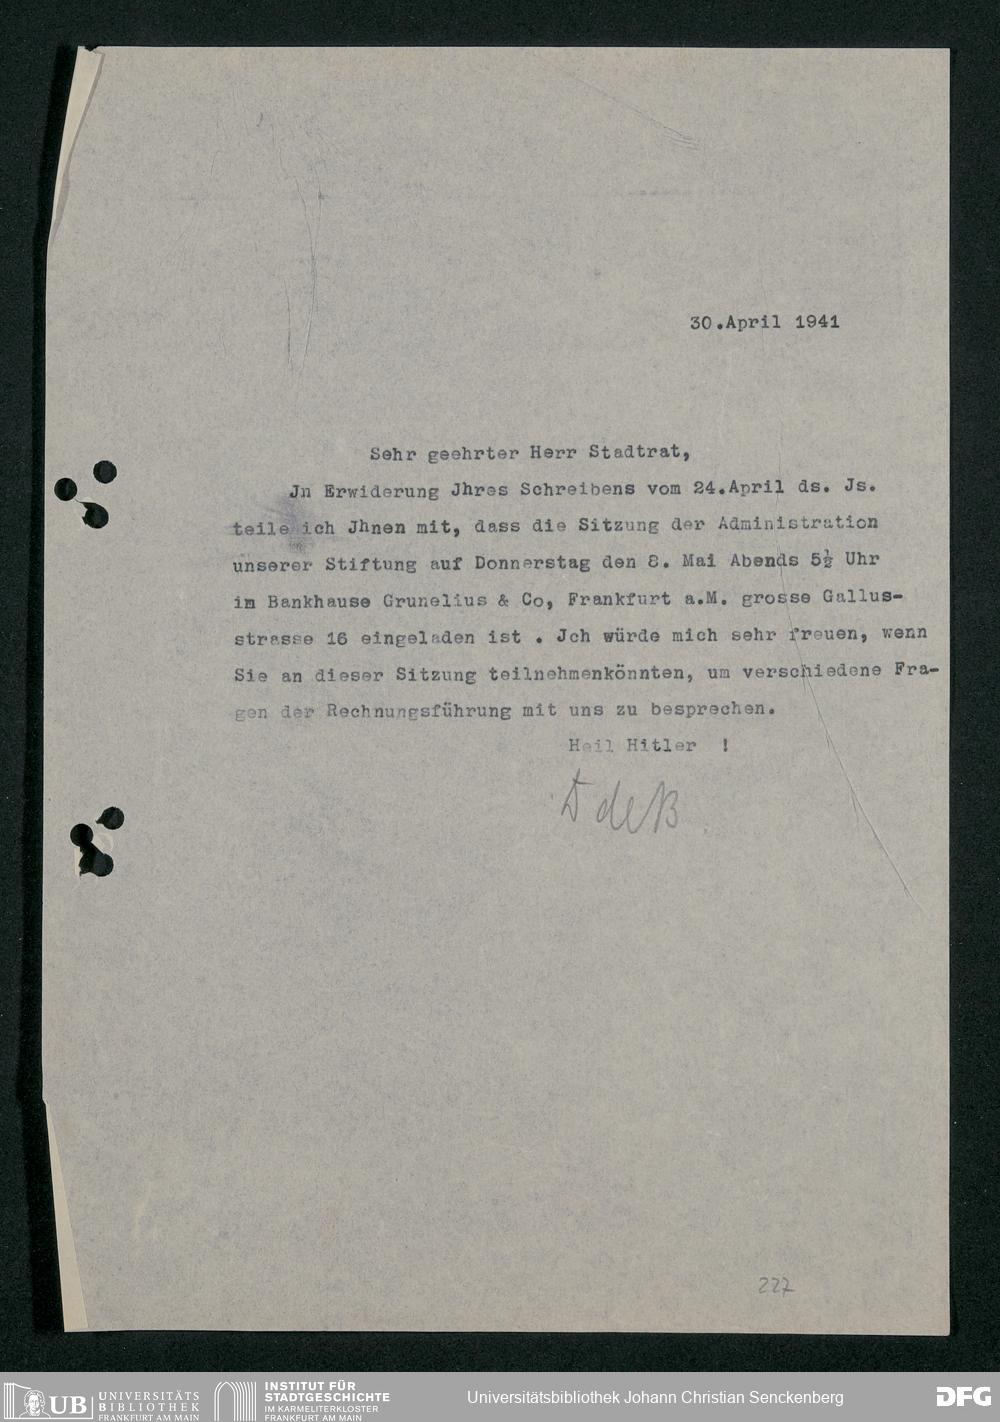 30.April 1941
Sehr geehrter Herr Stadtrat,
Jn Erwiderung Jhres Schreibens vom 24.April ds. Js.
teile ich Jhnen mit, dass die Sitzung der Administration
unserer Stiftung auf Donnerstag den 8. Mai Abends 5½ Uhr
im Bankhause Grunelius & Co, Frankfurt a.M. grosse Gallus-
strasse 16 eingeladen ist . Jch würde mich sehr freuen, wenn
Sie an dieser Sitzung teilnehmenkönnten, um verschiedene Fra-
gen der Rechnungsführung mit uns zu besprechen.
Heil Hitler !
de B
227
UB UNIVERSITÄTS
BIBLIOTHEK
FRANKFURT AM MAIN
INSTITUT FÜR
STADTGESCHICHTE
IM KARMELITERKLOSTER
FRANKFURT AM MAIN
Universitätsbibliothek Johann Christian Senckenberg
DFG